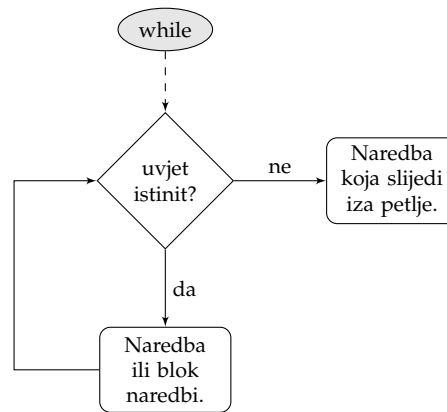 while
uvjet
istinit?
ne
Naredba
koja slijedi
iza petlje.
da
Naredba
ili blok
naredbi.